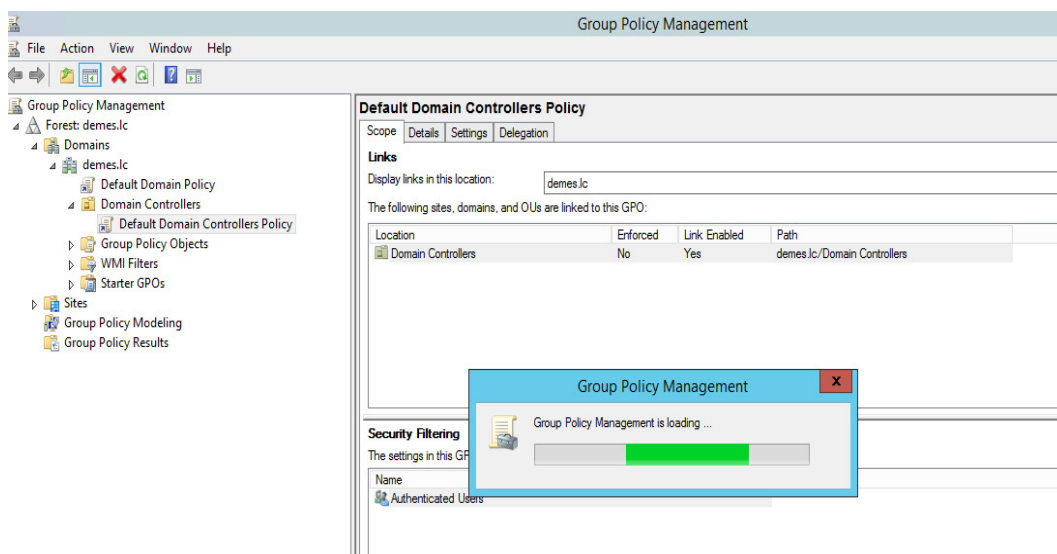 Group Policy Management
File Action View Window Help
Group Policy Management
Forest: demes.lc
Domains
demes.lc
Default Domain Policy
Domain Controllers
Default Domain Controllers Policy
Group Policy Objects
WMI Filters
Starter GPOs
Sites
Group Policy Modeling
Group Policy Results
Default Domain Controllers Policy
Scope Details Settings Delegation
Links
Display links in this location: demes.lc
The following sites, domains, and OUs are linked to this GPO:
Location Enforced Link Enabled Path
Domain Controllers No Yes demes.lc/Domain Controllers
Group Policy Management
X
Group Policy Management is loading ...
Security Filtering
The settings in this GP
Name
Authenticated Users